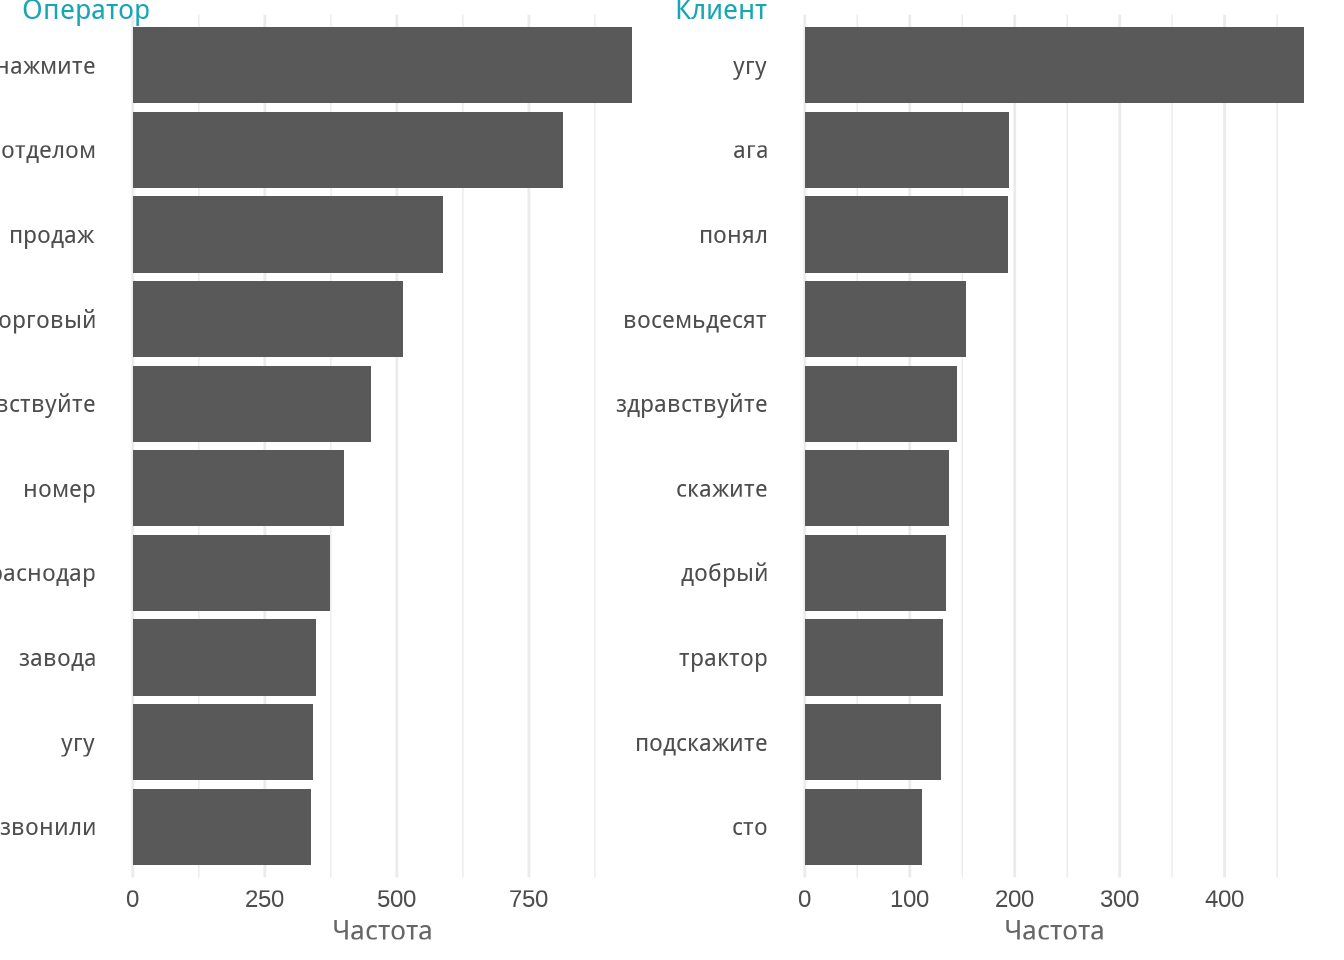 Оператор
нажмите
отделом
продаж
орговый
вствуйте
номер
раснодар
завода
угу
звонили
0 250 500 750
Частота
Клиент
угу
ага
понял
восемьдесят
здравствуйте
скажите
добрый
трактор
подскажите
сто
0 100 200 300 400
Частота